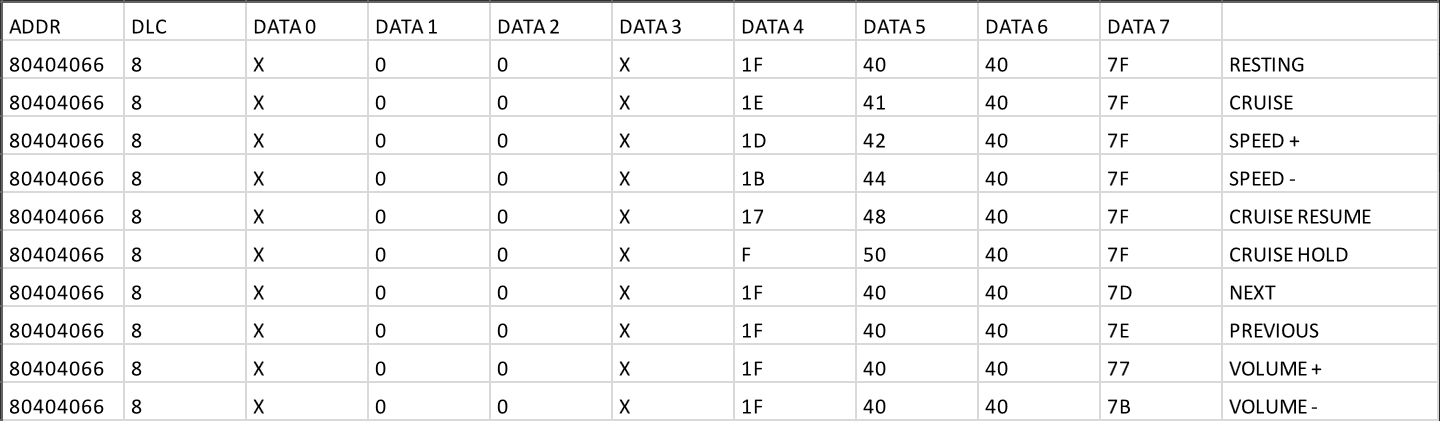 ADDR DLC DATA 0 DATA 1 DATA 2 DATA 3 DATA 4 DATA 5 DATA 6 DATA 7
80404066 8 X 0 0 X 1F 40 40 7F RESTING
80404066 8 X 0 0 X 1E 41 40 7F CRUISE
80404066 8 X 0 0 X 1D 42 40 7F SPEED +
80404066 8 X 0 0 X 1B 44 40 7F SPEED -
80404066 8 X 0 0 X 17 48 40 7F CRUISE RESUME
80404066 8 X 0 0 X F 50 40 7F CRUISE HOLD
80404066 8 X 0 0 X 1F 40 40 7D NEXT
80404066 8 X 0 0 X 1F 40 40 7E PREVIOUS
80404066 8 X 0 0 X 1F 40 40 77 VOLUME +
80404066 8 X 0 0 X 1F 40 40 7B VOLUME -